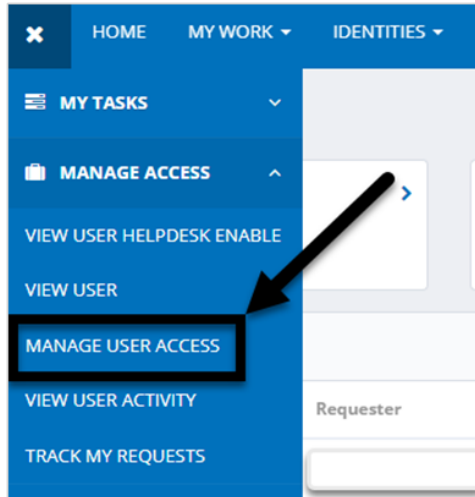 HOME MY WORK IDENTITIES
MY TASKS
MANAGE ACCESS
VIEW USER HELPDESK ENABLE
VIEW USER
MANAGE USER ACCESS
VIEW USER ACTIVITY
Requester
TRACK MY REQUESTS